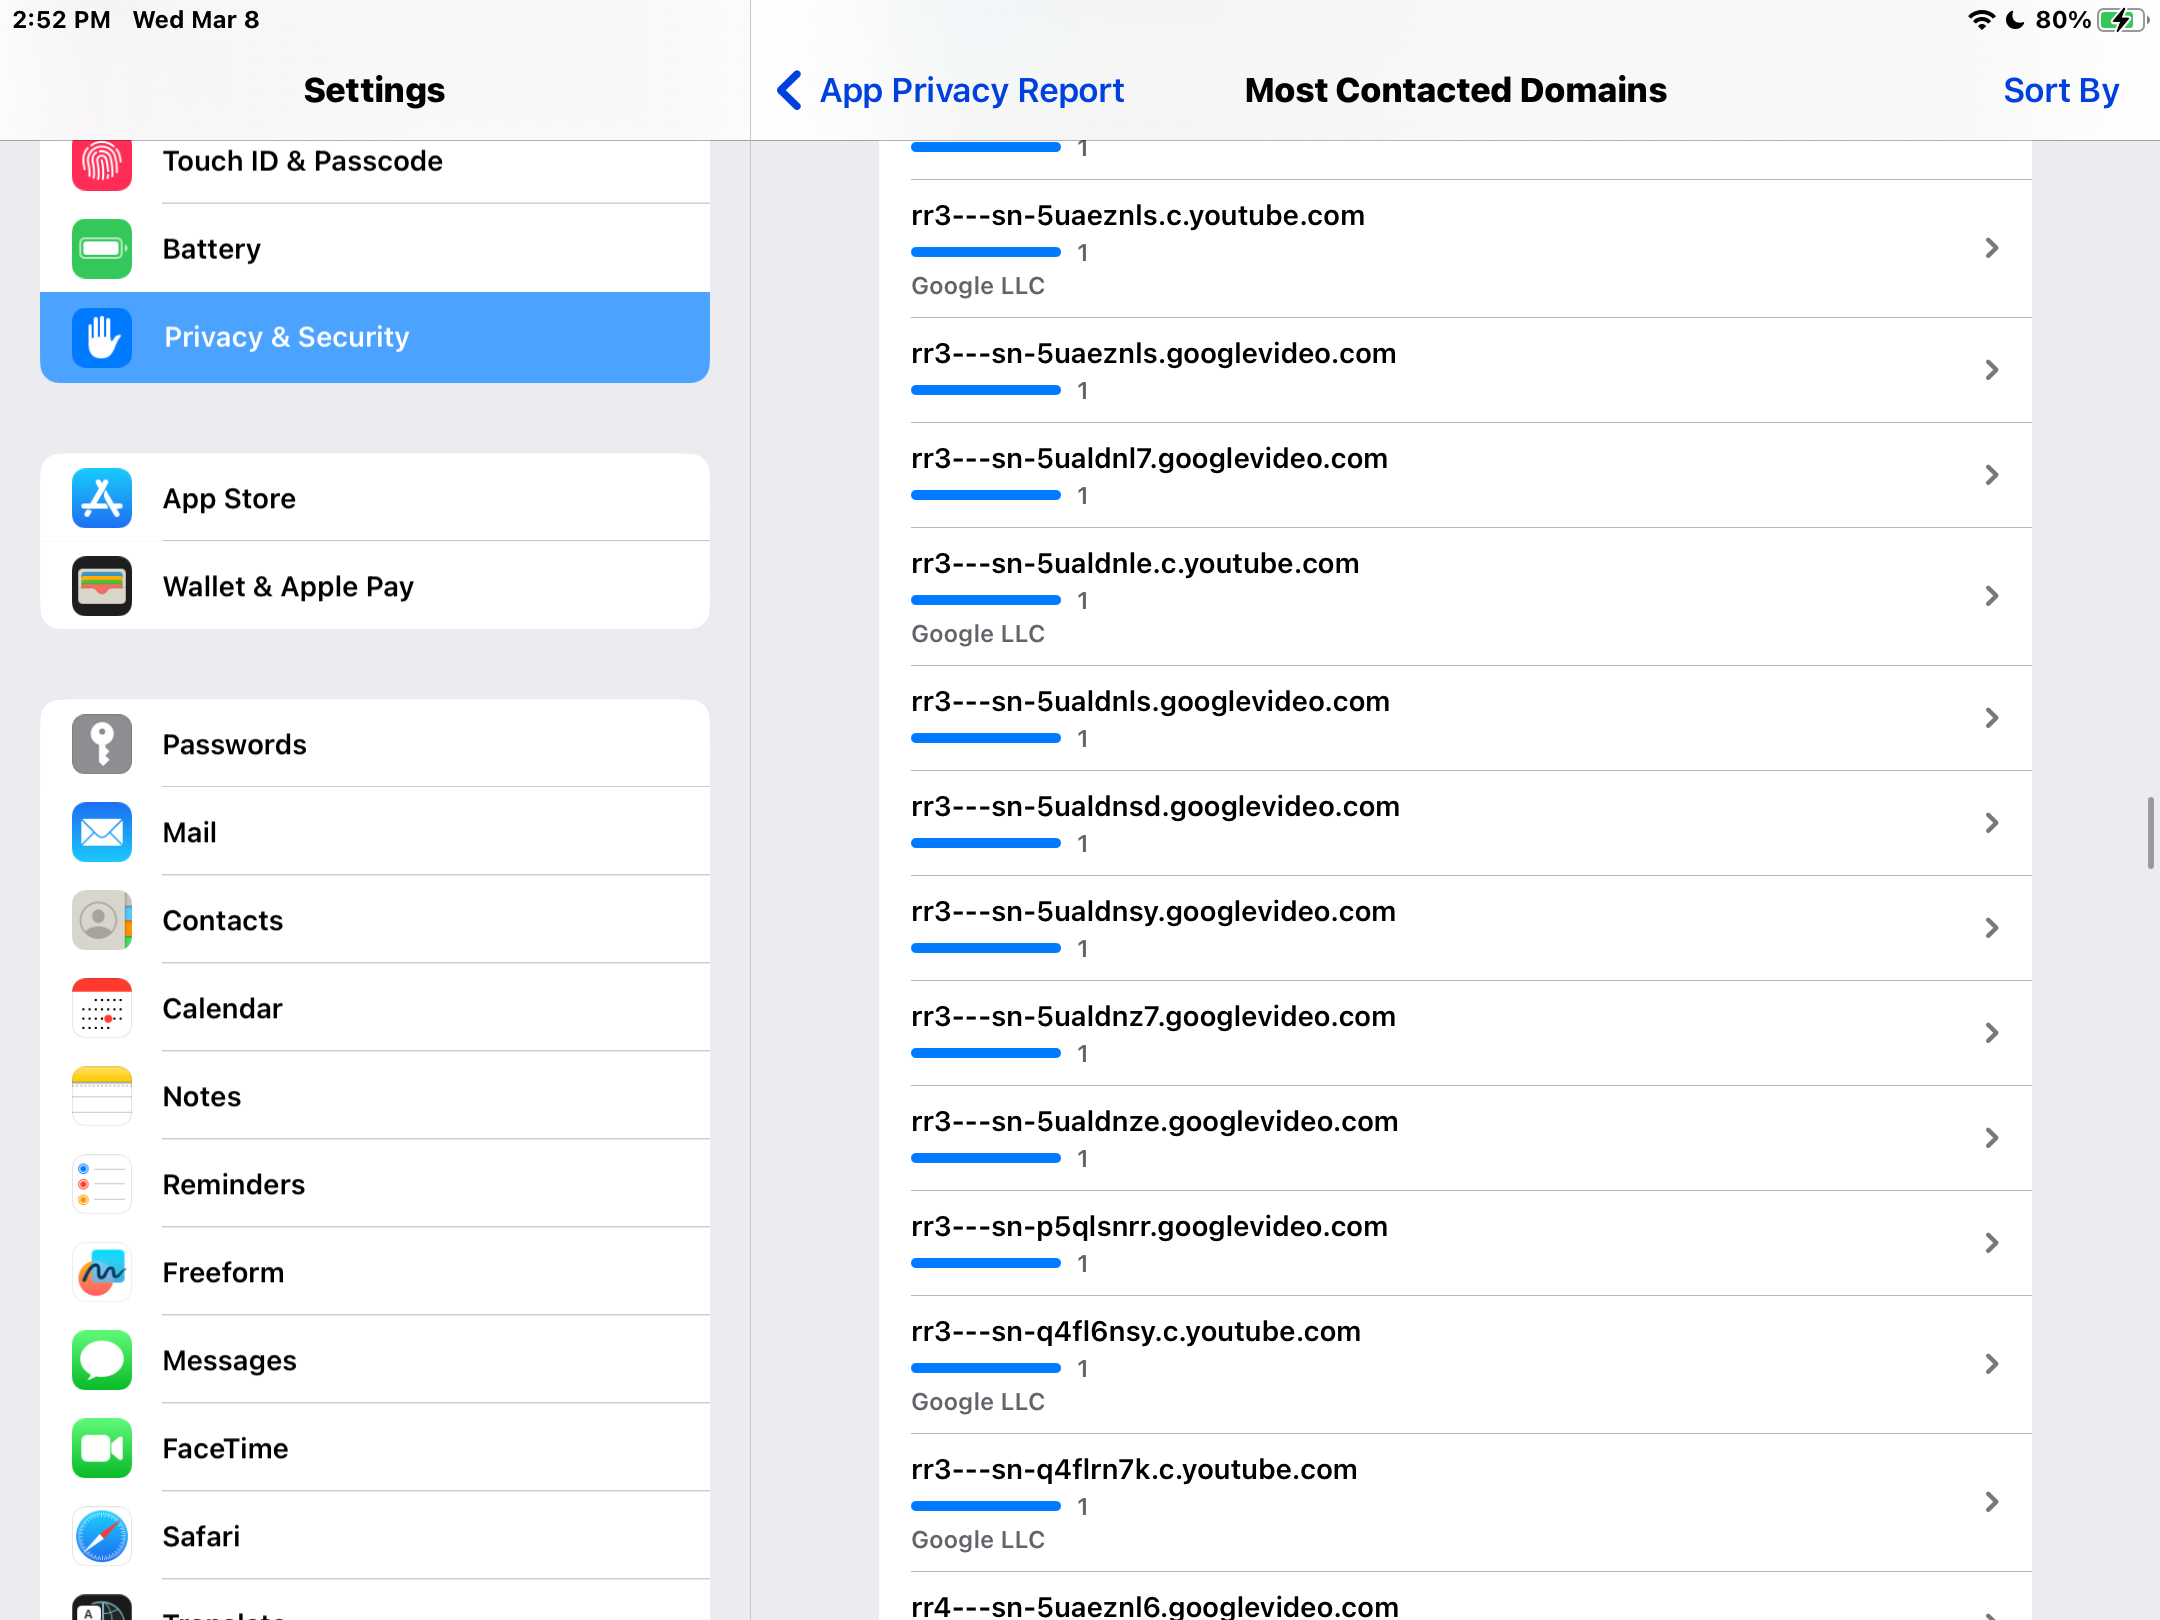 2:52 PM Wed Mar 8
80%
Settings
Touch ID & Passcode
Battery
Privacy & Security
App Store
Wallet & Apple Pay
Passwords
Mail
Contacts
Calendar
Notes
Reminders
Freeform
Messages
FaceTime
Safari
Translate
App Privacy Report
Most Contacted Domains
Sort By
1
rr3---sn-5uaeznls.c.youtube.com
1
Google LLC
rr3---sn-5uaeznls.googlevideo.com
1
rr3---sn-5ualdnl7.googlevideo.com
1
rr3---sn-5ualdnle.c.youtube.com
1
Google LLC
rr3---sn-5ualdnls.googlevideo.com
1
rr3---sn-5ualdnsd.googlevideo.com
1
rr3---sn-5ualdnsy.googlevideo.com
1
rr3---sn-5ualdnz7.googlevideo.com
1
rr3---sn-5ualdnze.googlevideo.com
1
rr3---sn-p5qlsnrr.googlevideo.com
1
rr3---sn-q4fl6nsy.c.youtube.com
1
Google LLC
rr3---sn-q4flrn7k.c.youtube.com
1
Google LLC
rr4---sn-5uaeznl6.googlevideo.com